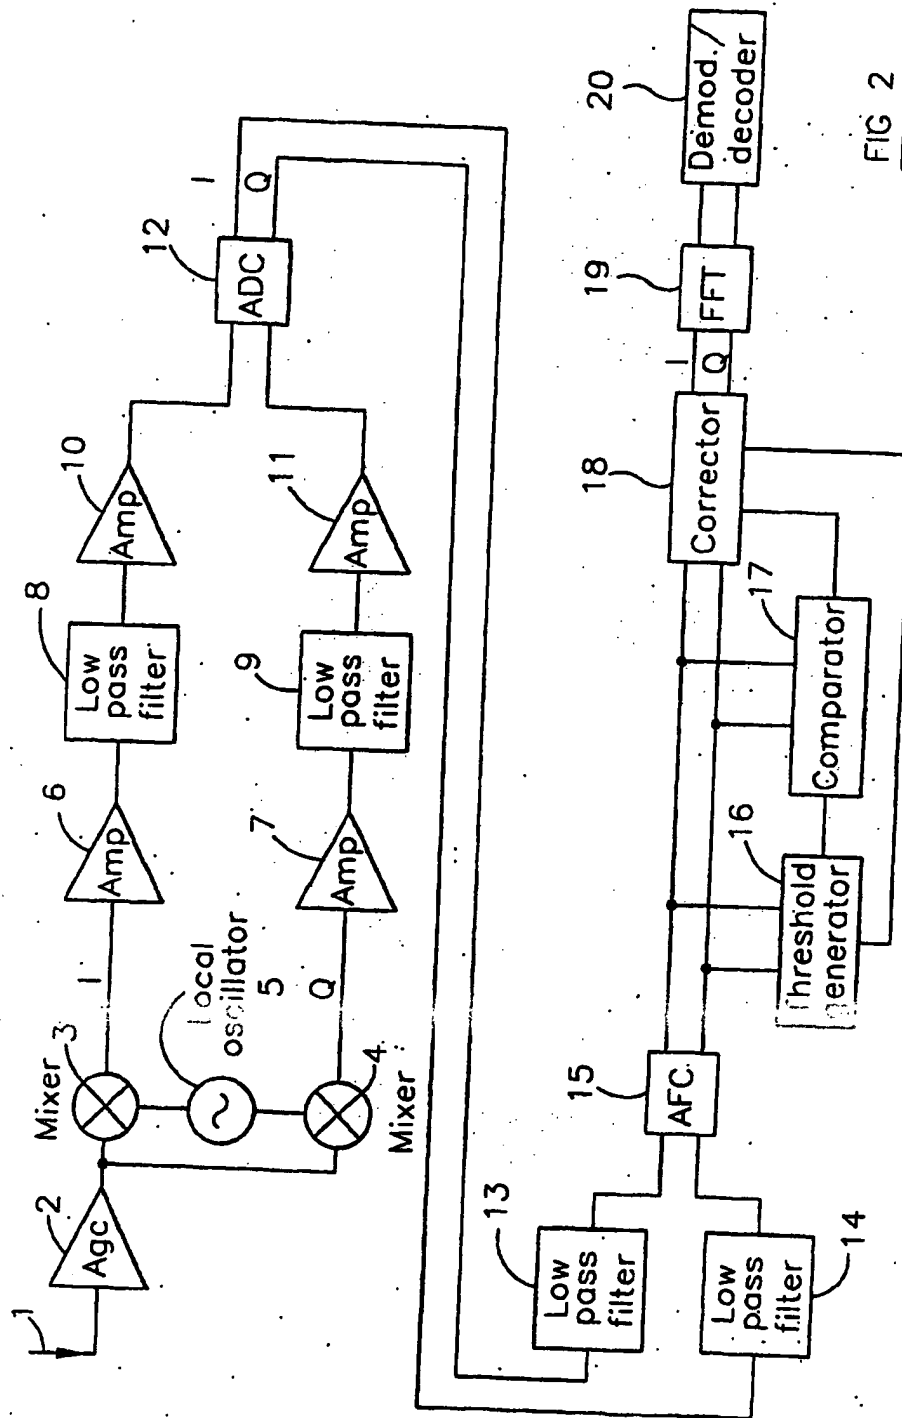 1
2
Agc
Mixer
3
I
6
Amp
8
Low
pass
filter
10
Amp
Local
oscillator
5
4
Mixer
Q
7
Amp
9
Low
pass
filter
11
Amp
12
ADC
I
Q
13
Low
pass
filter
14
Low
pass
filter
15
AFC
16
Threshold
generator
17
Comparator
18
Corrector
I
Q
19
FFT
20
Demod./
decoder
FIG 2